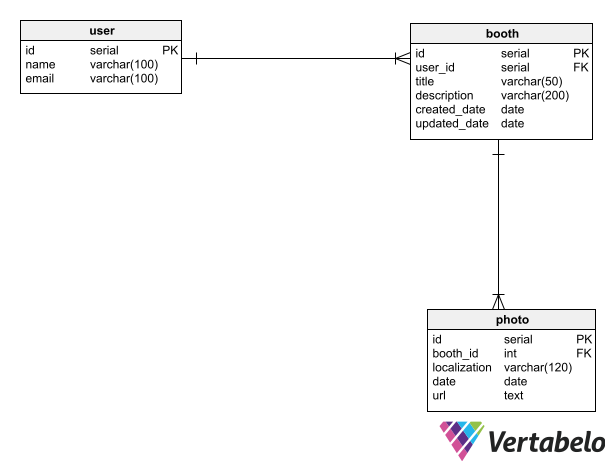 user
id serial PK
name varchar(100)
email varchar(100)
booth
id serial PK
user_id serial FK
title varchar(50)
description varchar(200)
created_date date
updated_date date
photo
id serial PK
booth_id int FK
localization varchar(120)
date date
url text
Vertabelo